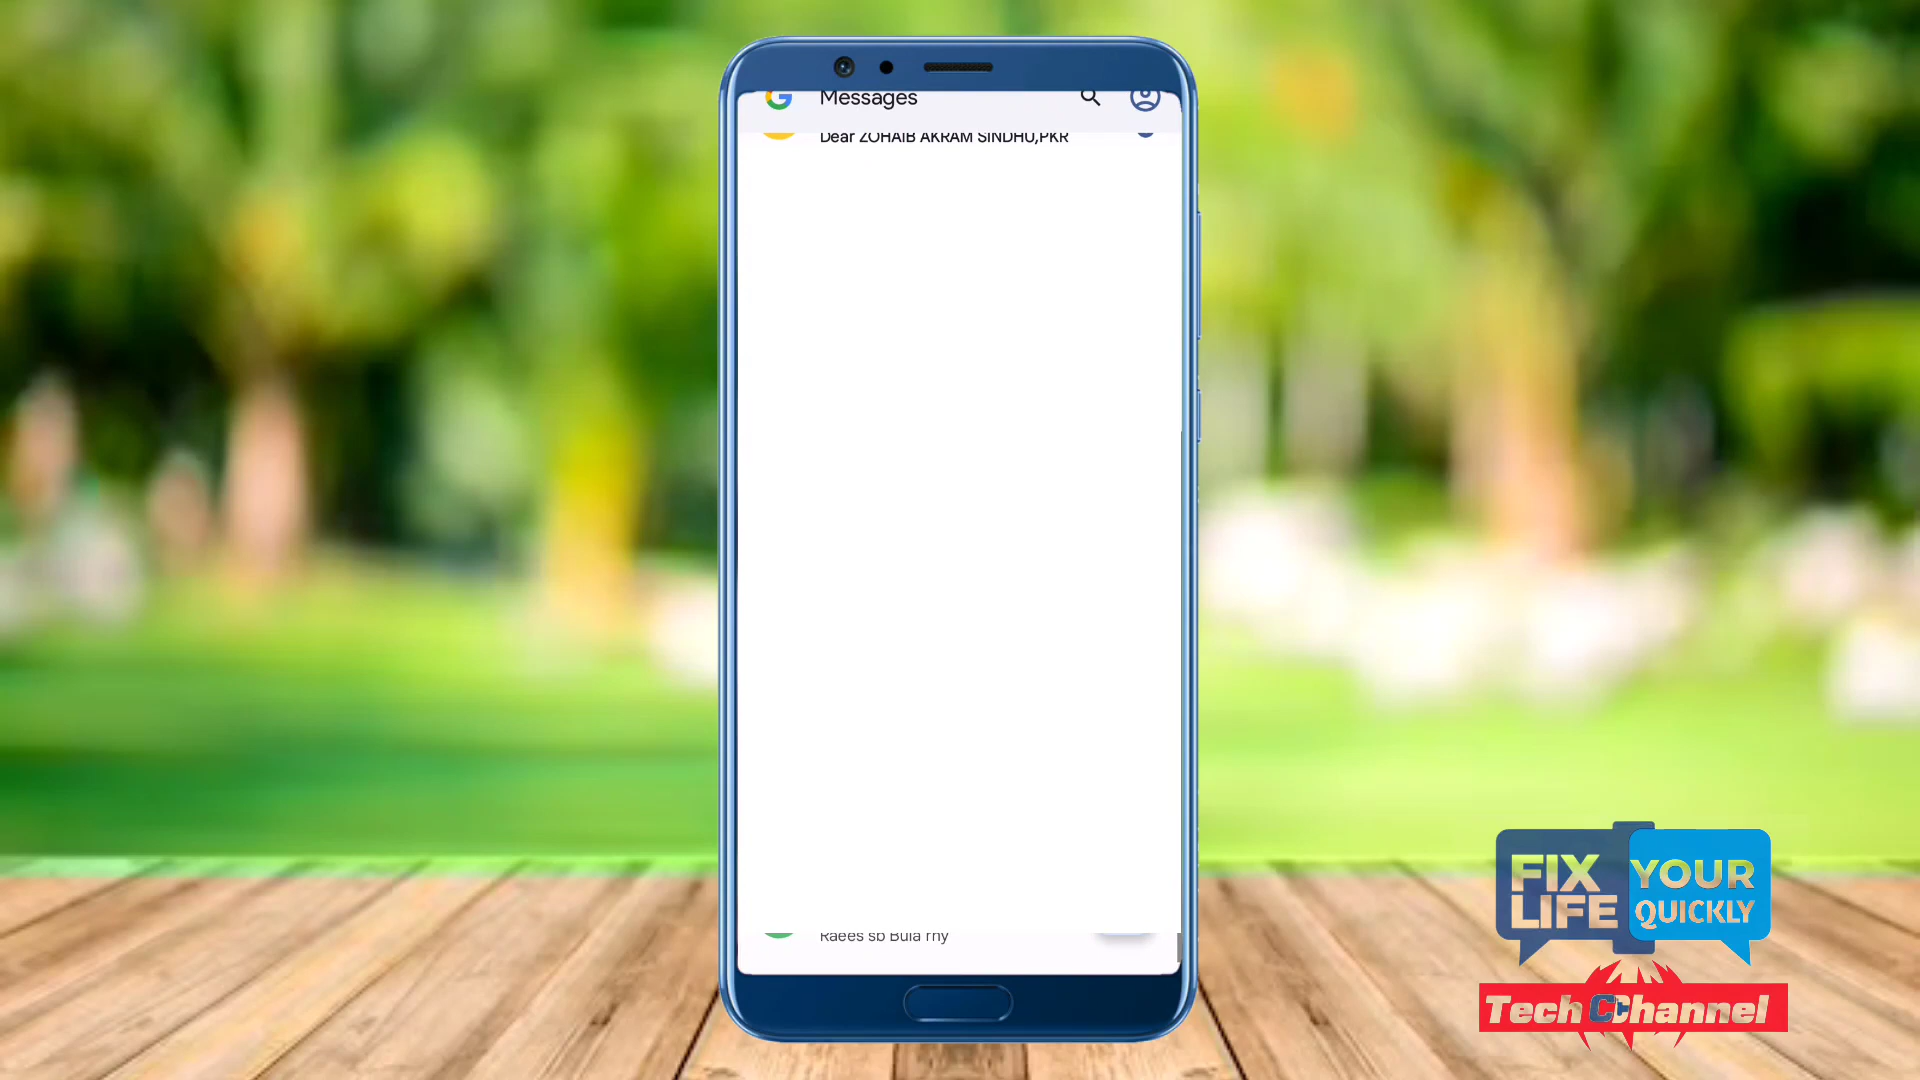 Messages
Dear ZOHAIB AKRAM SINDHU,PKR
Raees sb Bula rhy
FIX YOUR
LIFE QUICKLY
Tech Channel